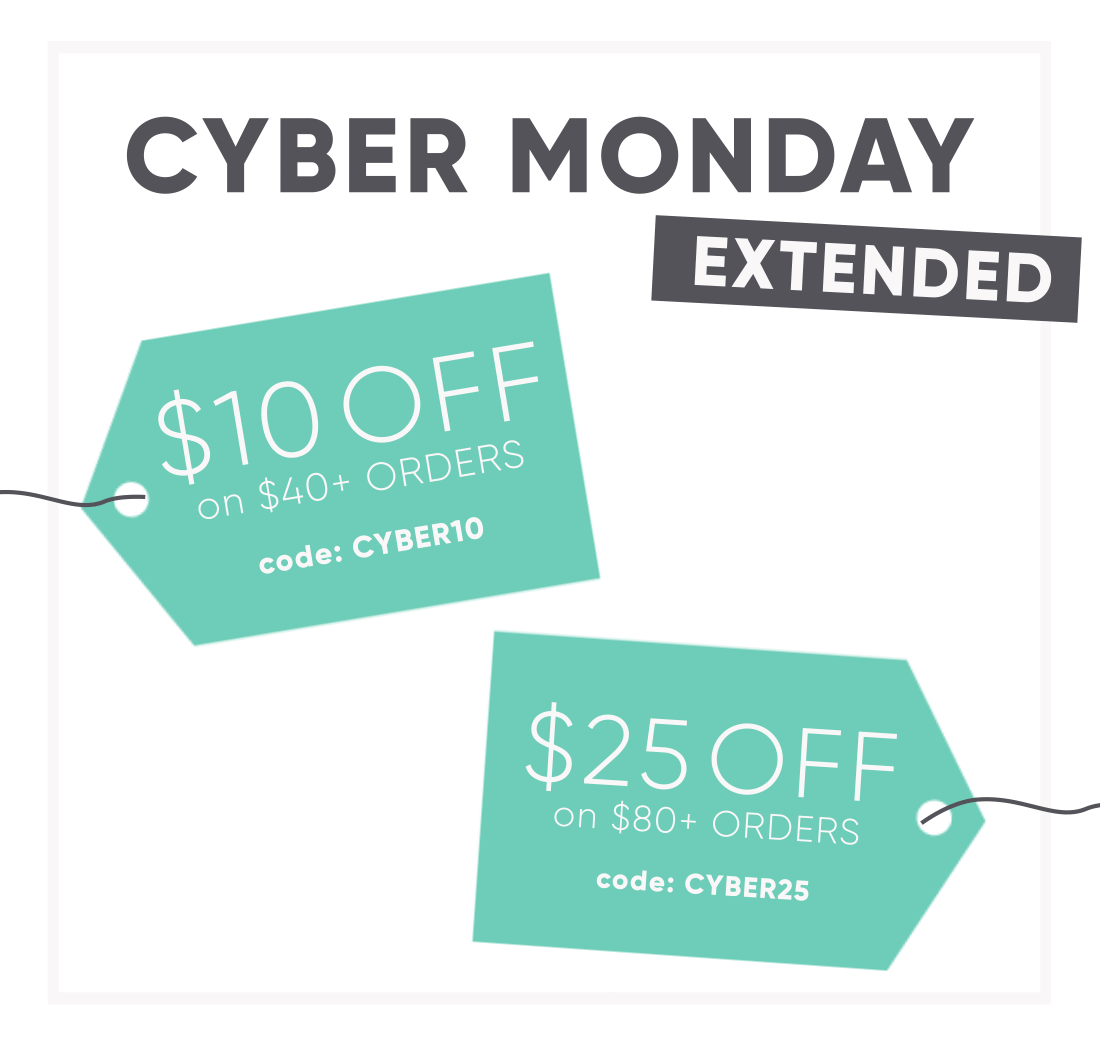 CYBER MONDAY
EXTENDED
$10 OFF
on $40+ ORDERS
code: CYBER10
$25 OFF
on $80+ ORDERS
code: CYBER25